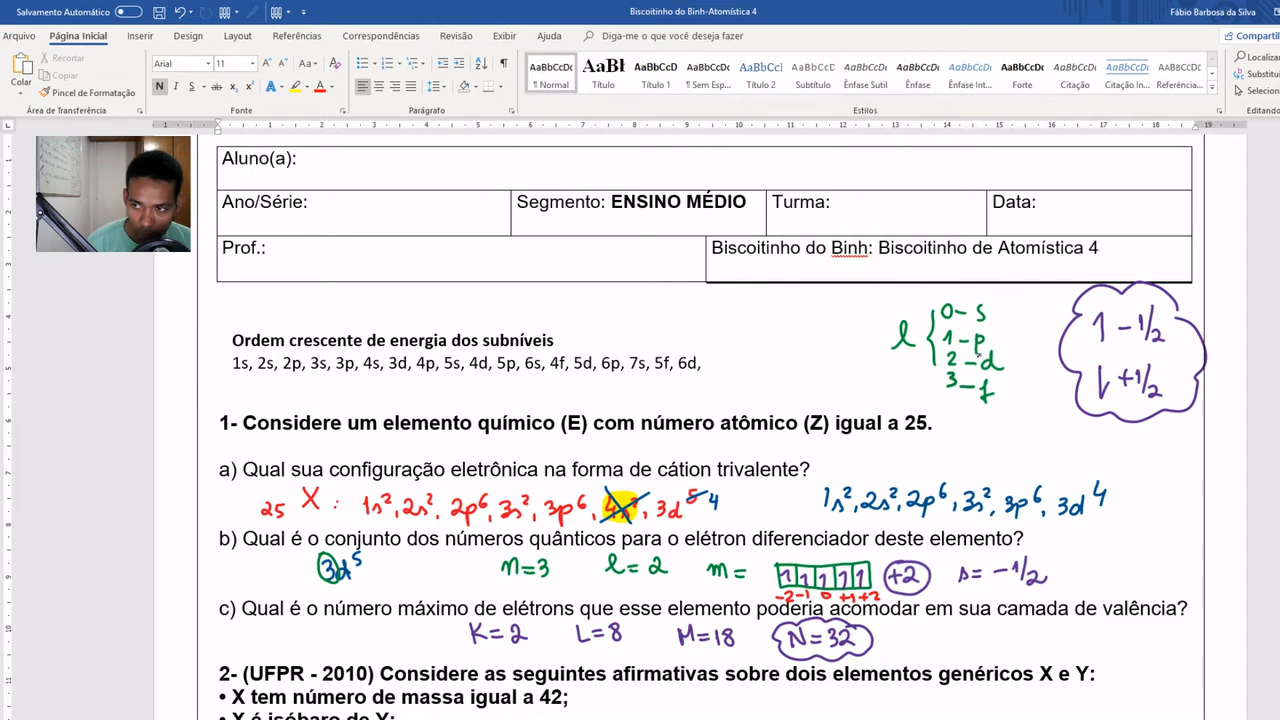 Salvamento Automático
Biscoitinho do Binh-Atomística 4
Fábio Barbosa da Silva
Arquivo Página Inicial Inserir Design Layout Referências Correspondências Revisão Exibir Ajuda Diga-me o que você deseja fazer Compartil
Recortar
Copiar
Pincel de Formatação
Colar
Arial 11
N I S
AaBbCcDc AaBl AaBbCc AaBbCcDc AaBbCcD AaBbCcD AaBbCcDc AaBbCcDc AaBbCcDc AaBbCcDc AaBbCcDc AaBbCcDc
¶ Normal Título Título 1 ¶ Sem Esp... Título 2 Subtítulo Ênfase Sutil Ênfase Ênfase Int... Forte Citação Citação Int... Referência...
Localiza
Substitui
Selecion
Área de Transferência Fonte Parágrafo Estilos Editando
Aluno(a):
Ano/Série: Segmento: ENSINO MÉDIO Turma: Data:
Prof.: Biscoitinho do Binh: Biscoitinho de Atomística 4
l { 0 - s
1 - p
2 - d
3 - f
1 - 1/2
+ 1/2
Ordem crescente de energia dos subníveis
1s, 2s, 2p, 3s, 3p, 4s, 3d, 4p, 5s, 4d, 5p, 6s, 4f, 5d, 6p, 7s, 5f, 6d,
1- Considere um elemento químico (E) com número atômico (Z) igual a 25.
a) Qual sua configuração eletrônica na forma de cátion trivalente?
25 X : 1s², 2s², 2p⁶, 3s², 3p⁶, 4s², 3d⁵ 4 1s², 2s², 2p⁶, 3s², 3p⁶, 3d⁴
b) Qual é o conjunto dos números quânticos para o elétron diferenciador deste elemento?
3d⁵ n=3 l=2 m= +2 s= -1/2
-2 -1 0 +1 +2
c) Qual é o número máximo de elétrons que esse elemento poderia acomodar em sua camada de valência?
K=2 L=8 M=18 N=32
2- (UFPR - 2010) Considere as seguintes afirmativas sobre dois elementos genéricos X e Y:
• X tem número de massa igual a 42;
• X é isóbaro de Y;